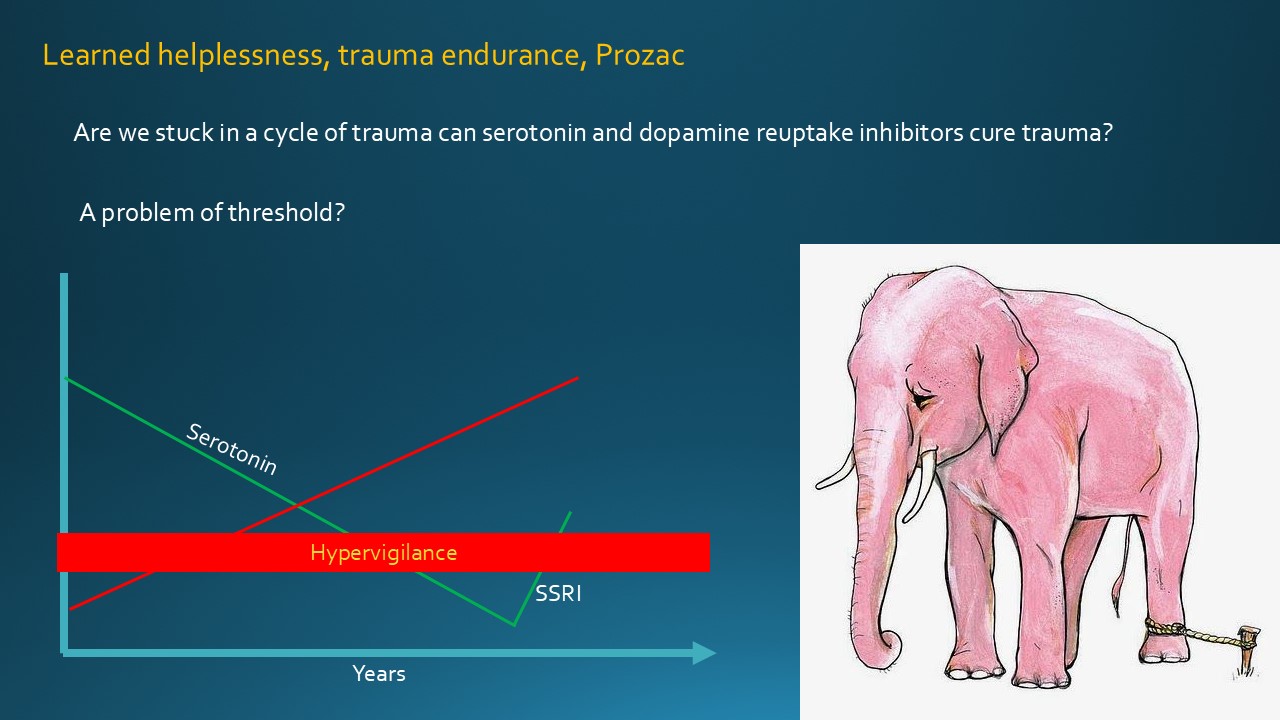 Learned helplessness, trauma endurance, Prozac
Are we stuck in a cycle of trauma can serotonin and dopamine reuptake inhibitors cure trauma?
A problem of threshold?
Serotonin
Hypervigilance
SSRI
Years